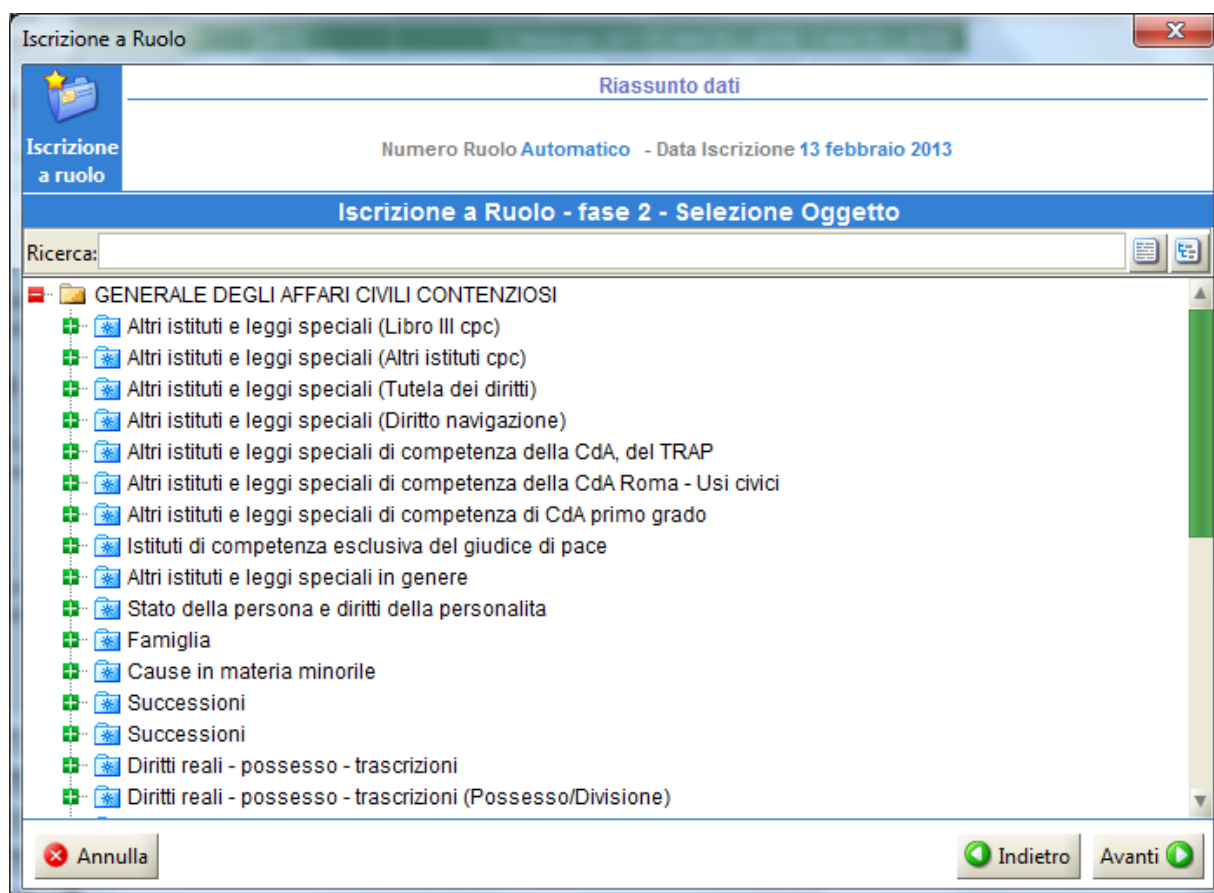 Iscrizione a Ruolo
x
Riassunto dati
Iscrizione
a ruolo
Numero Ruolo Automatico - Data Iscrizione 13 febbraio 2013
Iscrizione a Ruolo - fase 2 - Selezione Oggetto
Ricerca:
GENERALE DEGLI AFFARI CIVILI CONTENZIOSI
Altri istituti e leggi speciali (Libro III cpc)
Altri istituti e leggi speciali (Altri istituti cpc)
Altri istituti e leggi speciali (Tutela dei diritti)
Altri istituti e leggi speciali (Diritto navigazione)
Altri istituti e leggi speciali di competenza della CdA, del TRAP
Altri istituti e leggi speciali di competenza della CdA Roma - Usi civici
Altri istituti e leggi speciali di competenza di CdA primo grado
Istituti di competenza esclusiva del giudice di pace
Altri istituti e leggi speciali in genere
Stato della persona e diritti della personalita
Famiglia
Cause in materia minorile
Successioni
Successioni
Diritti reali - possesso - trascrizioni
Diritti reali - possesso - trascrizioni (Possesso/Divisione)
Annulla
Indietro
Avanti